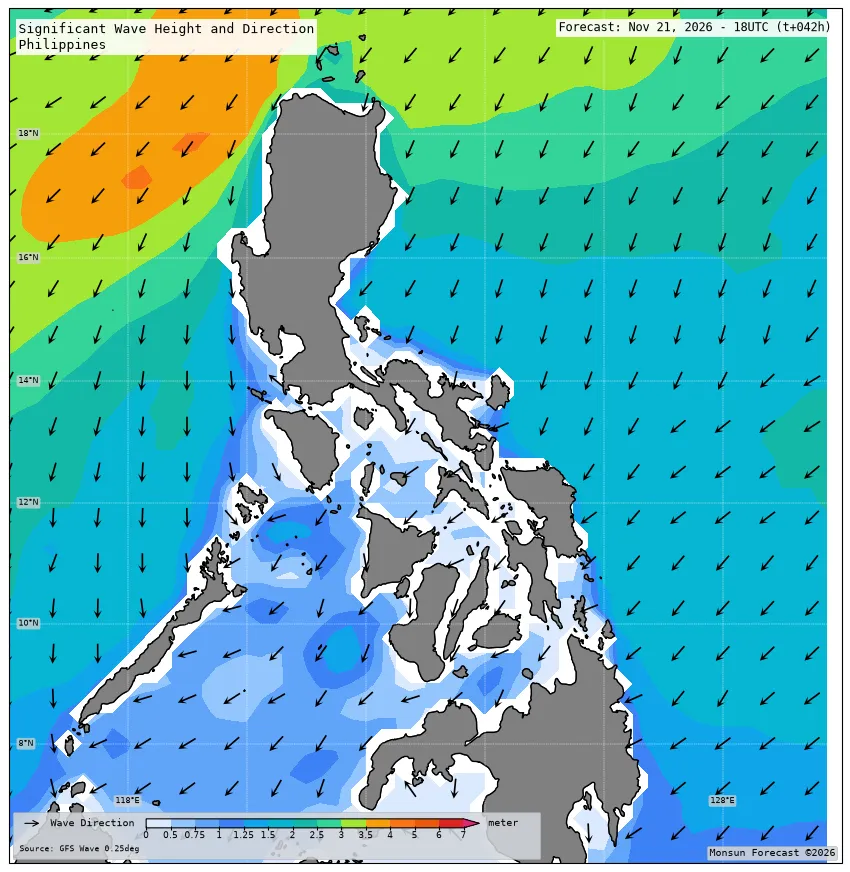 Significant Wave Height and Direction
Philippines
Forecast: Nov 21, 2026 - 18UTC (t+042h)
18°N
16°N
14°N
12°N
10°N
8°N
118°E
128°E
Wave Direction
0 0.5 0.75 1 1.25 1.5 2 2.5 3 3.5 4 5 6 7
meter
Source: GFS Wave 0.25deg
Monsun Forecast ©2026